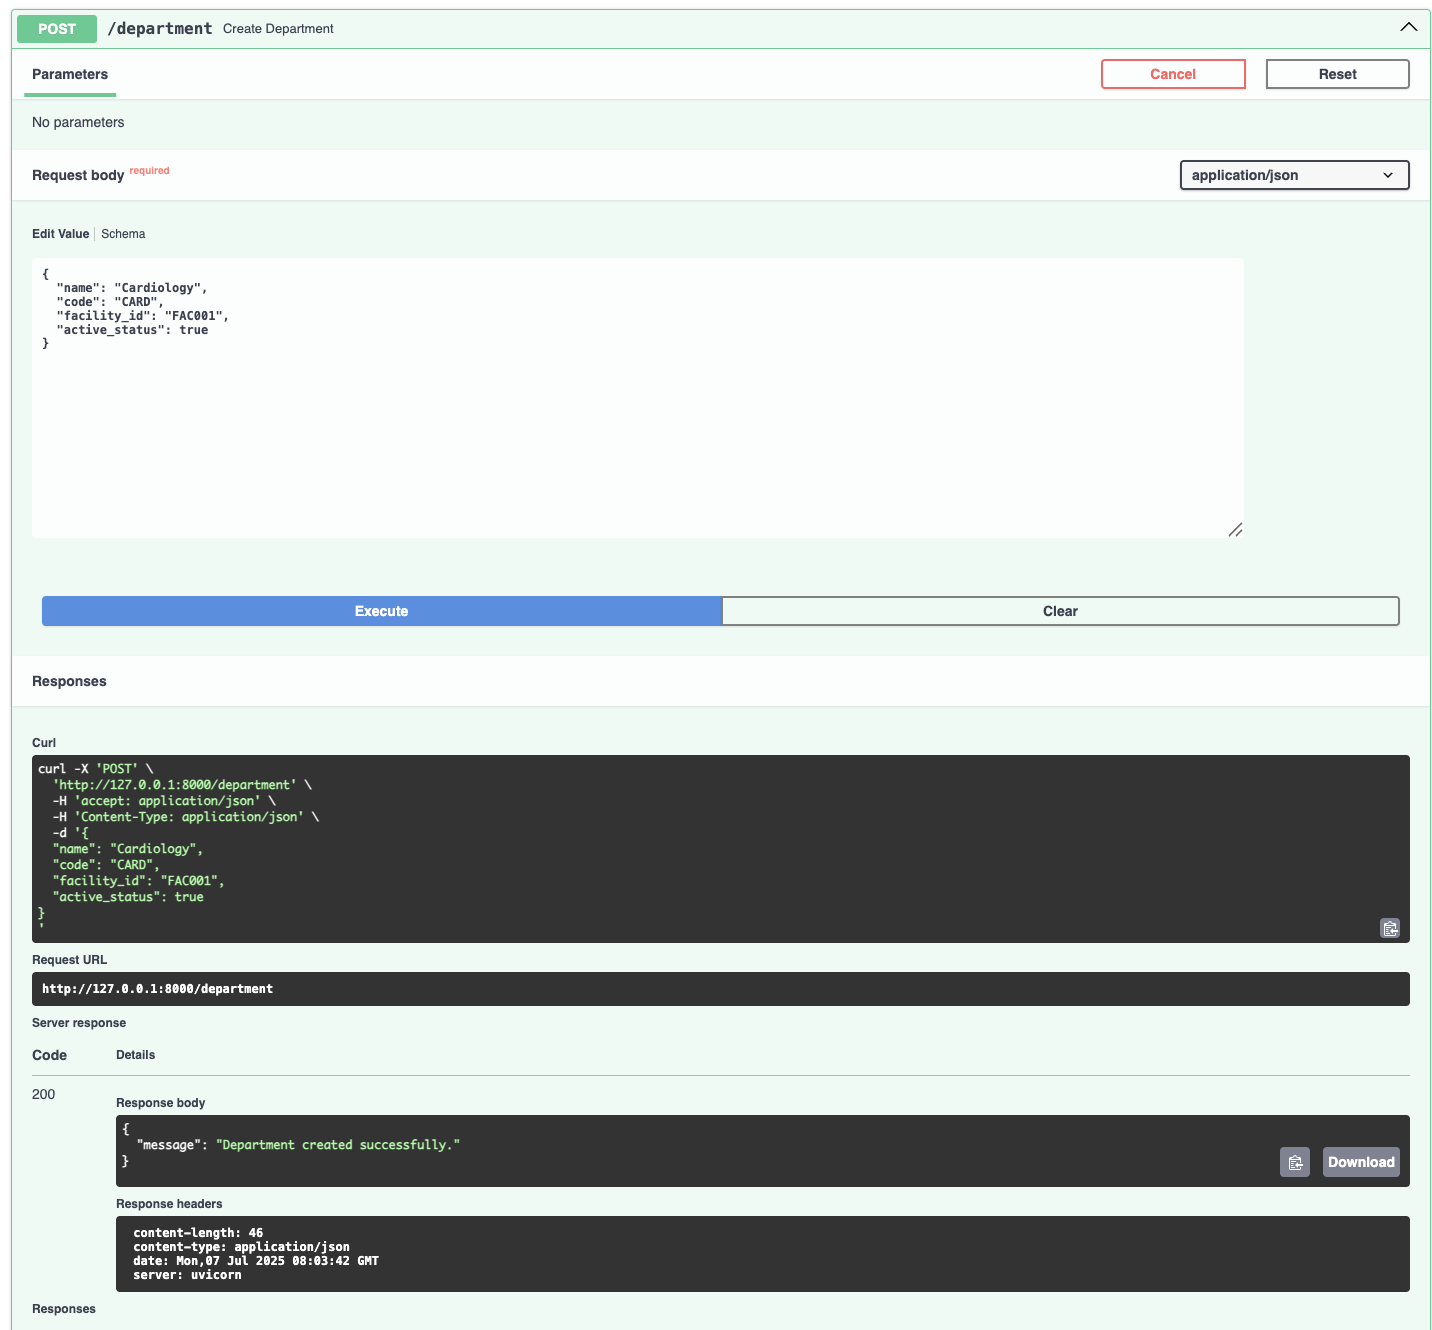 POST /department Create Department
Parameters
Cancel
Reset
No parameters
Request body required
application/json
Edit Value | Schema
{
  "name": "Cardiology",
  "code": "CARD",
  "facility_id": "FAC001",
  "active_status": true
}
Execute
Clear
Responses
Curl
curl -X 'POST' \
  'http://127.0.0.1:8000/department' \
  -H 'accept: application/json' \
  -H 'Content-Type: application/json' \
  -d '{
  "name": "Cardiology",
  "code": "CARD",
  "facility_id": "FAC001",
  "active_status": true
}
'
Request URL
http://127.0.0.1:8000/department
Server response
Code Details
200
Response body
{
  "message": "Department created successfully."
}
Download
Response headers
content-length: 46
content-type: application/json
date: Mon,07 Jul 2025 08:03:42 GMT
server: uvicorn
Responses